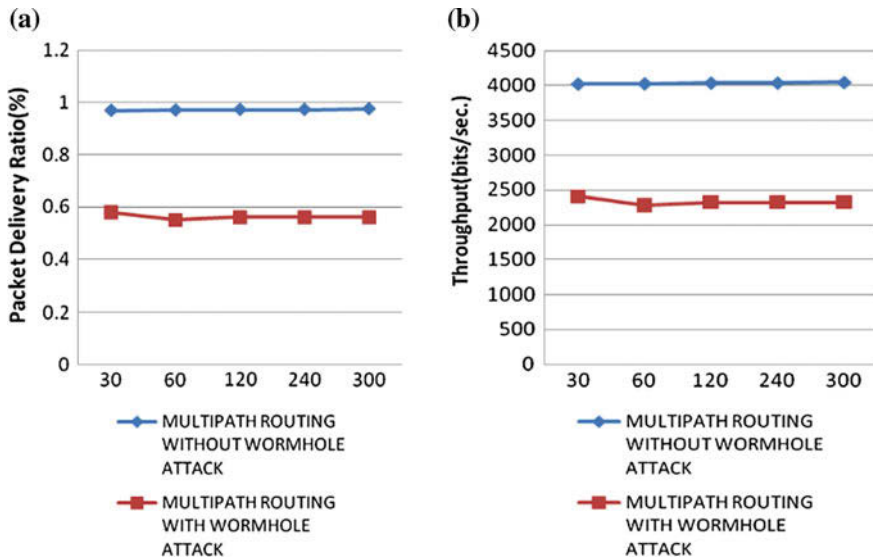 (a)
Packet Delivery Ratio(%)
1.2
1
0.8
0.6
0.4
0.2
0
30 60 120 240 300
MULTIPATH ROUTING
WITHOUT WORMHOLE
ATTACK
MULTIPATH ROUTING
WITH WORMHOLE
ATTACK
(b)
Throughput(bits/sec.)
4500
4000
3500
3000
2500
2000
1500
1000
500
0
30 60 120 240 300
MULTIPATH ROUTING
WITHOUT WORMHOLE
ATTACK
MULTIPATH ROUTING
WITH WORMHOLE
ATTACK